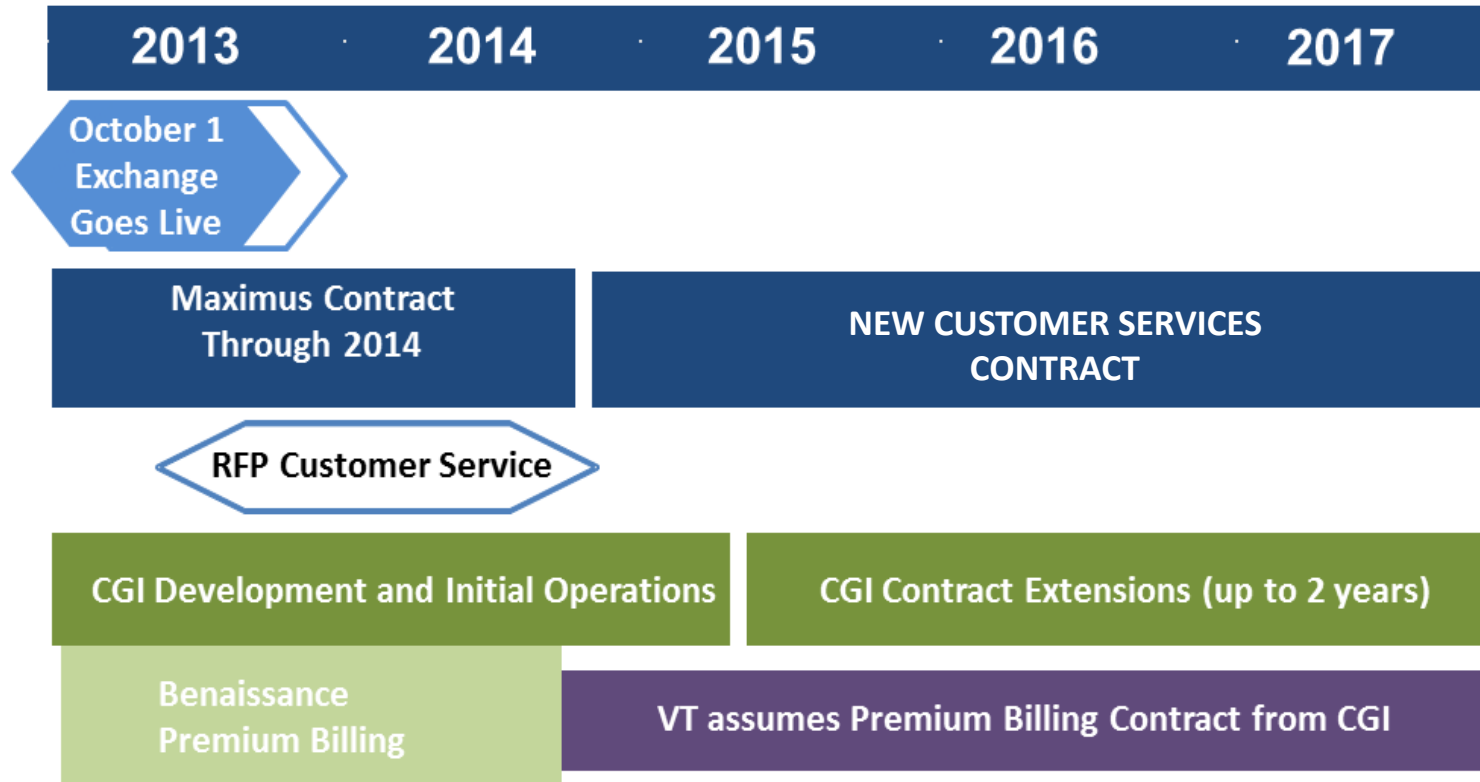 2013 2014 2015 2016 2017
October 1
Exchange
Goes Live
Maximus Contract
Through 2014
NEW CUSTOMER SERVICES
CONTRACT
RFP Customer Service
CGI Development and Initial Operations
CGI Contract Extensions (up to 2 years)
Benaissance
Premium Billing
VT assumes Premium Billing Contract from CGI